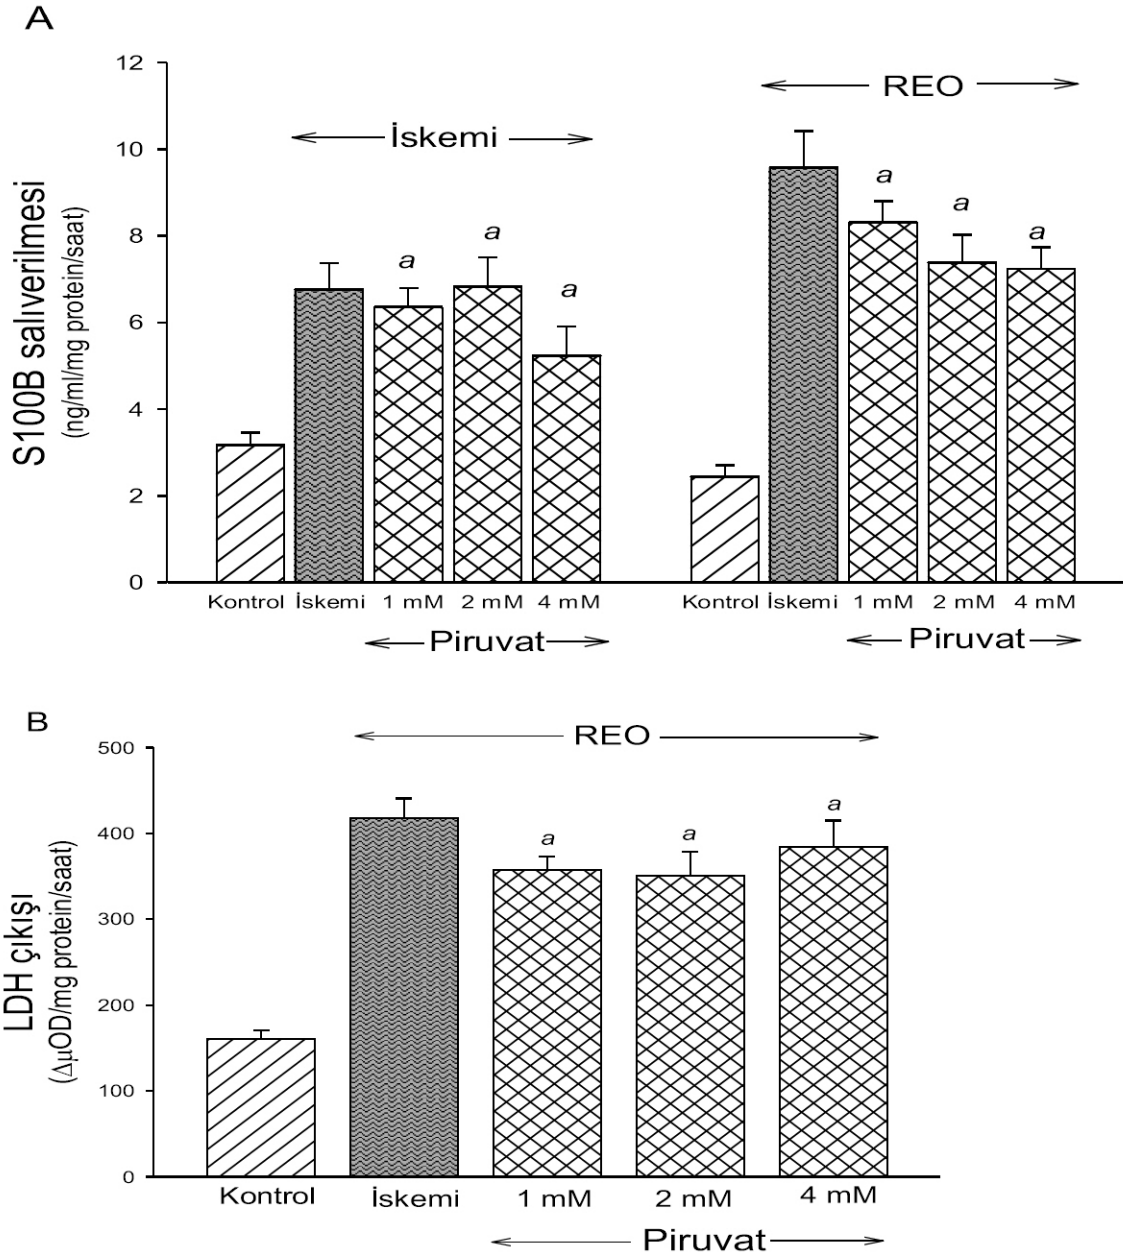 A
12
10
8
6
4
2
0
S100B salıverilmesi
(ng/ml/mg protein/saat)
İskemi
REO
a
a
a
a
a
a
Kontrol İskemi 1 mM 2 mM 4 mM
Kontrol İskemi 1 mM 2 mM 4 mM
Piruvat
Piruvat
B
500
400
300
200
100
0
LDH çıkışı
(ΔµOD/mg protein/saat)
REO
a
a
a
Kontrol İskemi 1 mM 2 mM 4 mM
Piruvat